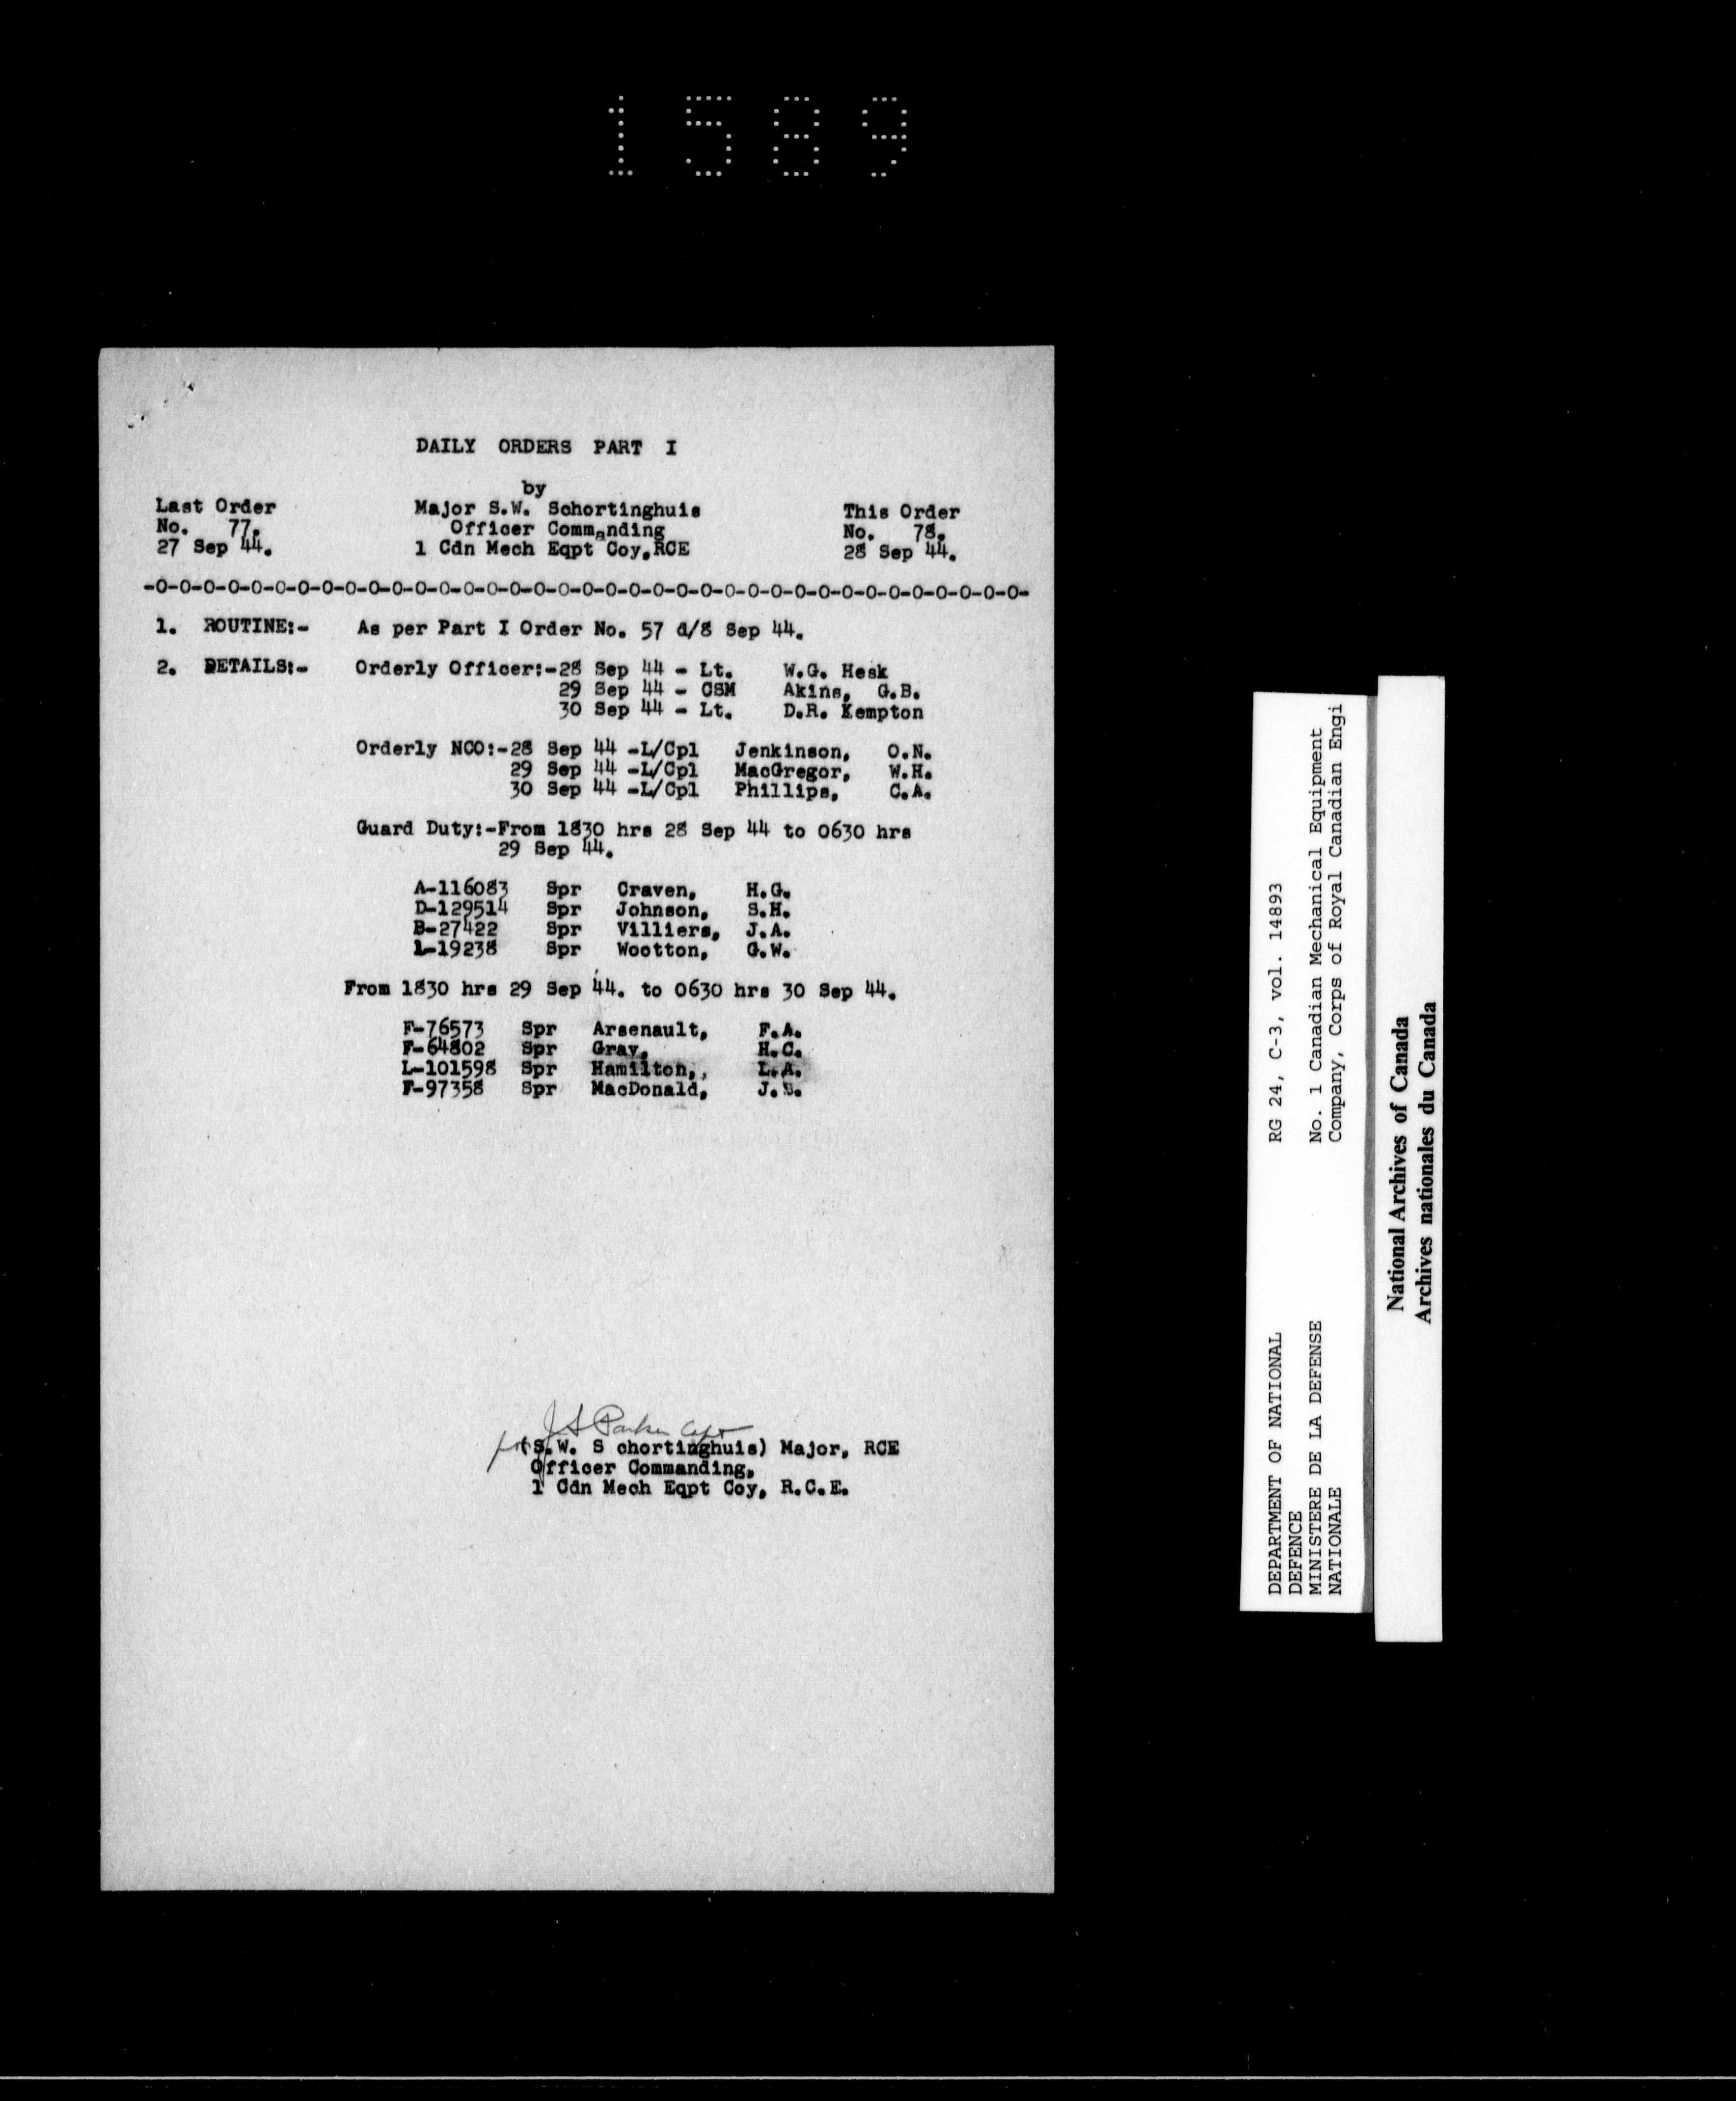 1589
DAILY ORDERS PART I
by
Last Order Major S.W. Schortinghuis This Order
No. 77. Officer Commanding No. 78.
27 Sep 44. 1 Cdn Mech Eqpt Coy,RCE 28 Sep 44.
-0-0-0-0-0-0-0-0-0-0-0-0-0-0-0-0-0-0-0-0-0-0-0-0-0-0-0-0-0-0-0-0-0-0-0-0-0-
1. ROUTINE:- As per Part I Order No. 57 d/8 Sep 44.
2. DETAILS:- Orderly Officer:-28 Sep 44 - Lt. W.G. Hesk
29 Sep 44 - CSM Akins, G.B.
30 Sep 44 - Lt. D.R. Kempton
Orderly NCO:-28 Sep 44 -L/Cpl Jenkinson, O.N.
29 Sep 44 -L/Cpl MacGregor, W.H.
30 Sep 44 -L/Cpl Phillips, C.A.
Guard Duty:-From 1830 hrs 28 Sep 44 to 0630 hrs
29 Sep 44.
A-116083 Spr Craven, H.G.
D-129514 Spr Johnson, S.H.
B-27422 Spr Villiers, J.A.
L-19238 Spr Wootton, G.W.
From 1830 hrs 29 Sep 44. to 0630 hrs 30 Sep 44.
F-76573 Spr Arsenault, F.A.
F-64802 Spr Gray, H.C.
L-101598 Spr Hamilton,, L.A.
F-97358 Spr MacDonald, J.S.
J S Parker Capt
for (S.W. S chortinghuis) Major, RCE
Officer Commanding,
1 Cdn Mech Eqpt Coy, R.C.E.
DEPARTMENT OF NATIONAL RG 24, C-3, vol. 14893
DEFENCE
MINISTERE DE LA DEFENSE No. 1 Canadian Mechanical Equipment
NATIONALE Company, Corps of Royal Canadian Engi
National Archives of Canada
Archives nationales du Canada